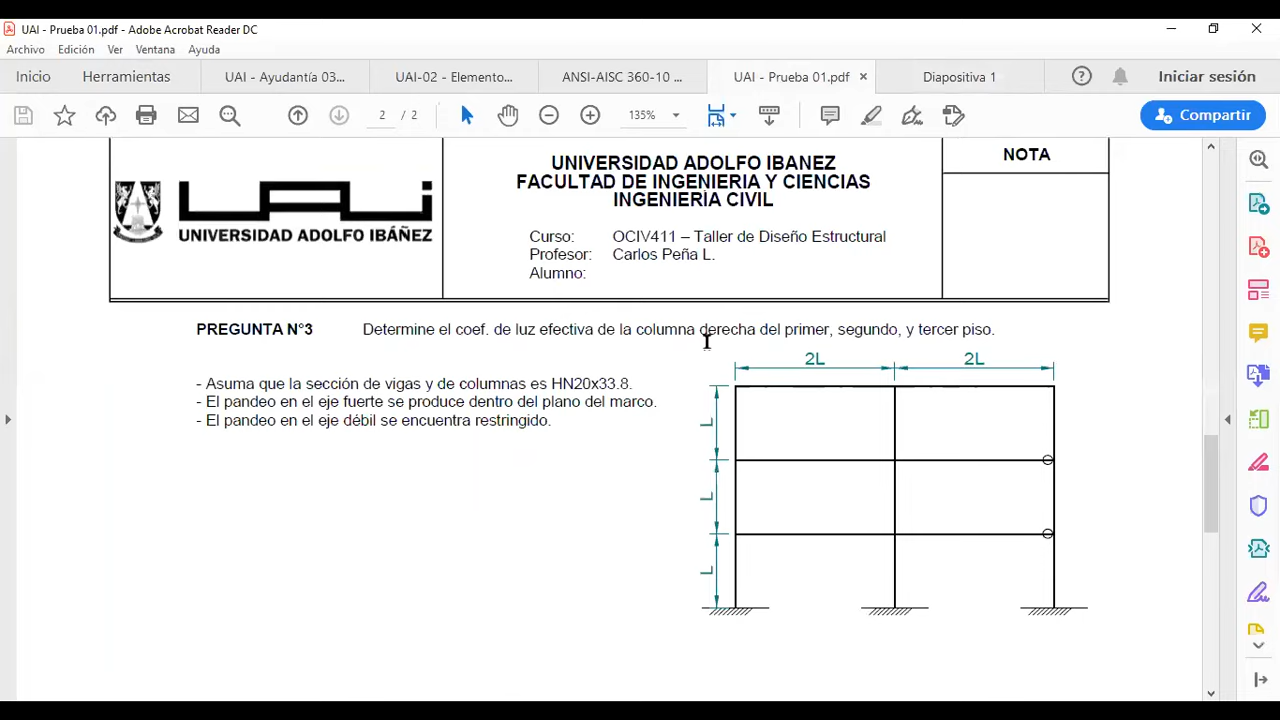 UAI - Prueba 01.pdf - Adobe Acrobat Reader DC
Archivo Edición Ver Ventana Ayuda
Inicio Herramientas UAI - Ayudantía 03... UAI-02 - Elemento... ANSI-AISC 360-10 ... UAI - Prueba 01.pdf × Diapositiva 1 Iniciar sesión
2 / 2 135% Compartir
UNIVERSIDAD ADOLFO IBÁÑEZ
UNIVERSIDAD ADOLFO IBANEZ
FACULTAD DE INGENIERIA Y CIENCIAS
INGENIERÍA CIVIL
Curso: OCIV411 – Taller de Diseño Estructural
Profesor: Carlos Peña L.
Alumno:
NOTA
PREGUNTA N°3 Determine el coef. de luz efectiva de la columna derecha del primer, segundo, y tercer piso.
- Asuma que la sección de vigas y de columnas es HN20x33.8.
- El pandeo en el eje fuerte se produce dentro del plano del marco.
- El pandeo en el eje débil se encuentra restringido.
2L 2L
L
L
L